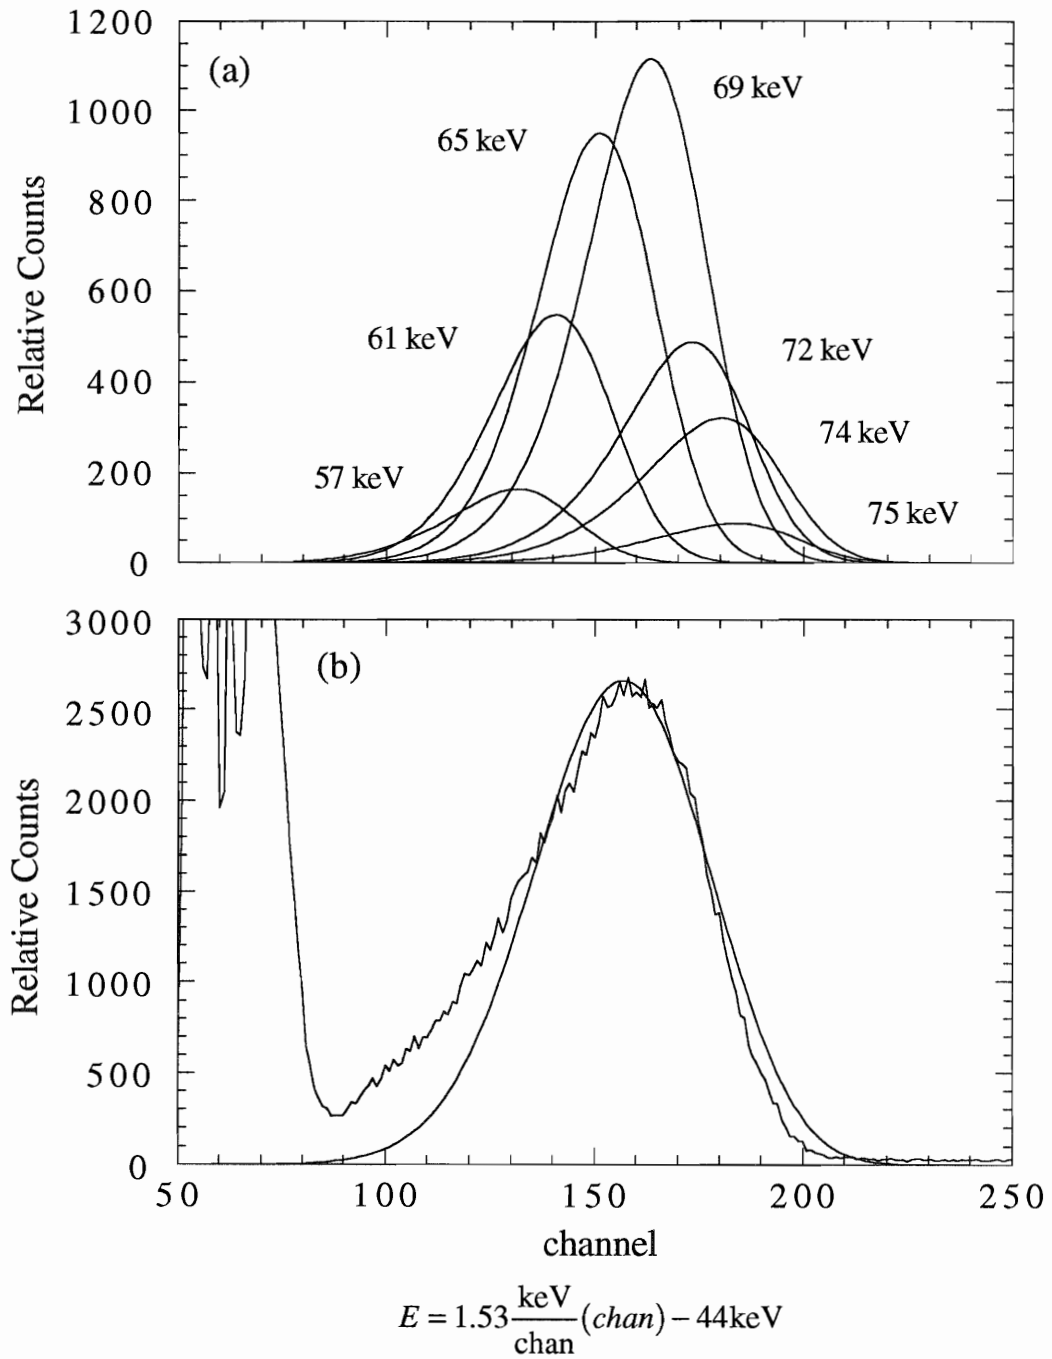 1200
1000
800
600
400
200
0
Relative Counts
(a)
69 keV
65 keV
61 keV
72 keV
74 keV
57 keV
75 keV
3000
2500
2000
1500
1000
500
0
Relative Counts
(b)
50 100 150 200 250
channel
E = 1.53 keV/chan (chan) – 44keV